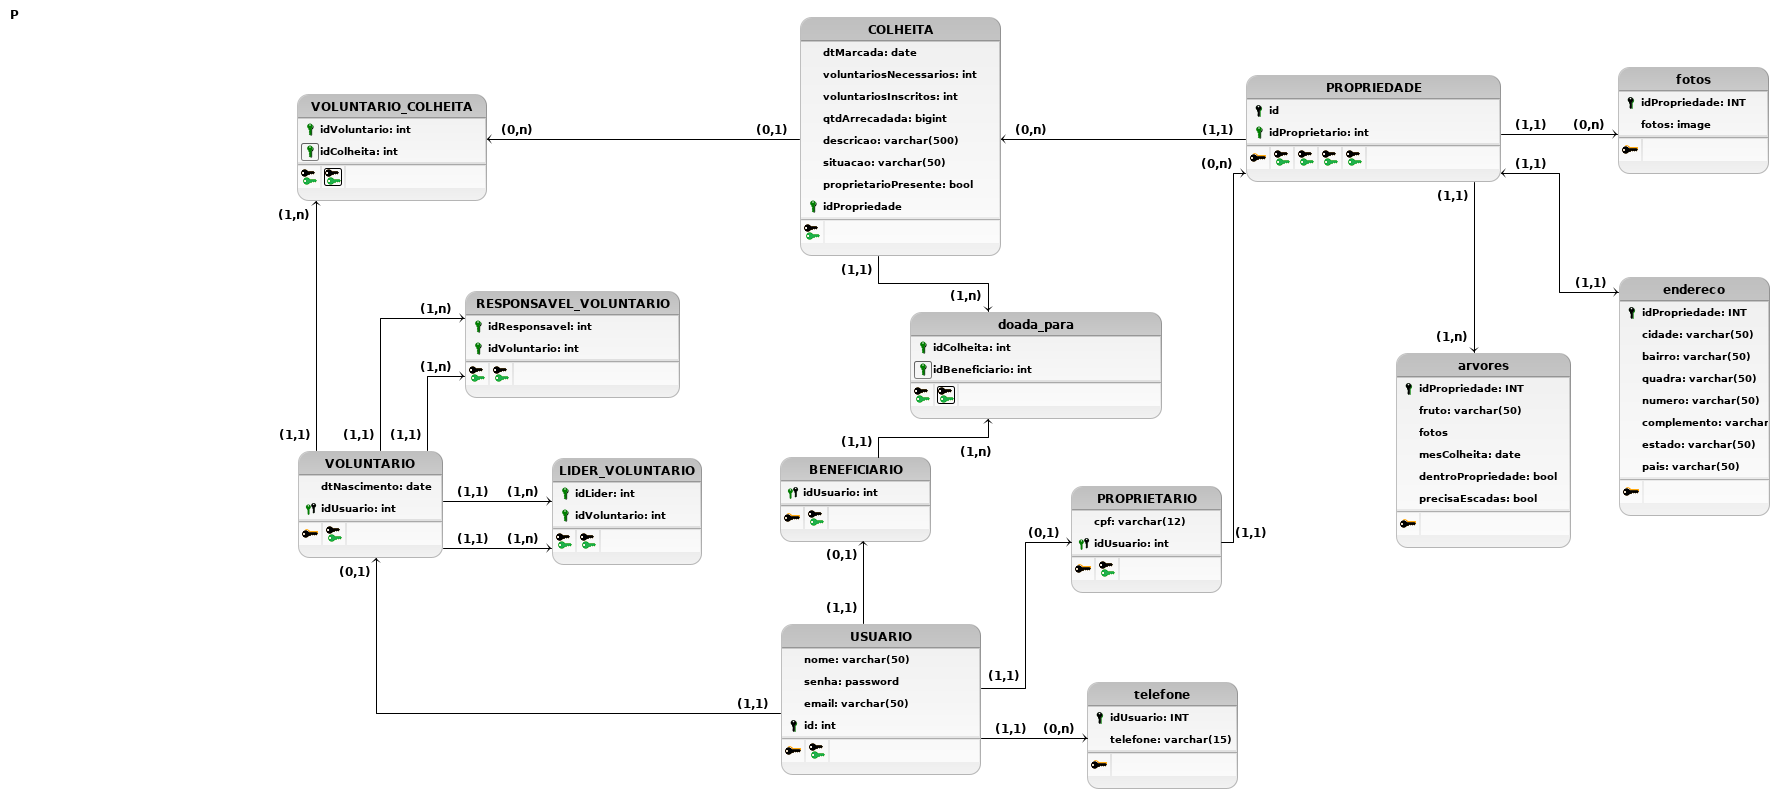 P
COLHEITA
dtMarcada: date
voluntariosNecessarios: int
voluntariosInscritos: int
qtdArrecadada: bigint
descricao: varchar(500)
situacao: varchar(50)
proprietarioPresente: bool
idPropriedade
VOLUNTARIO_COLHEITA
idVoluntario: int
idColheita: int
(0,n)
(0,1)
(0,n)
(1,1)
PROPRIEDADE
id
idProprietario: int
(1,1)
(0,n)
fotos
idPropriedade: INT
fotos: image
(0,n)
(1,1)
(1,1)
(1,n)
(1,1)
(1,n)
(1,1)
(1,n)
endereco
idPropriedade: INT
cidade: varchar(50)
bairro: varchar(50)
quadra: varchar(50)
numero: varchar(50)
complemento: varchar
estado: varchar(50)
pais: varchar(50)
RESPONSAVEL_VOLUNTARIO
idResponsavel: int
idVoluntario: int
(1,n)
(1,n)
doada_para
idColheita: int
idBeneficiario: int
(1,n)
arvores
idPropriedade: INT
fruto: varchar(50)
fotos
mesColheita: date
dentroPropriedade: bool
precisaEscadas: bool
(1,1)
(1,1)
(1,1)
(1,1)
(1,n)
VOLUNTARIO
dtNascimento: date
idUsuario: int
(1,1)
(1,n)
(1,1)
(1,n)
LIDER_VOLUNTARIO
idLider: int
idVoluntario: int
BENEFICIARIO
idUsuario: int
PROPRIETARIO
cpf: varchar(12)
idUsuario: int
(0,1)
(1,1)
(0,1)
(0,1)
(1,1)
USUARIO
nome: varchar(50)
senha: password
email: varchar(50)
id: int
(1,1)
(1,1)
(1,1)
(0,n)
telefone
idUsuario: INT
telefone: varchar(15)